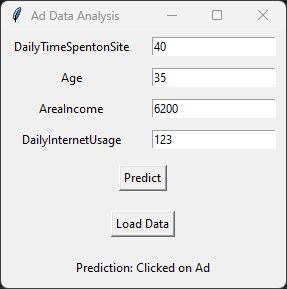 Ad Data Analysis
DailyTimeSpentonSite 40
Age 35
AreaIncome 6200
DailyInternetUsage 123
Predict
Load Data
Prediction: Clicked on Ad